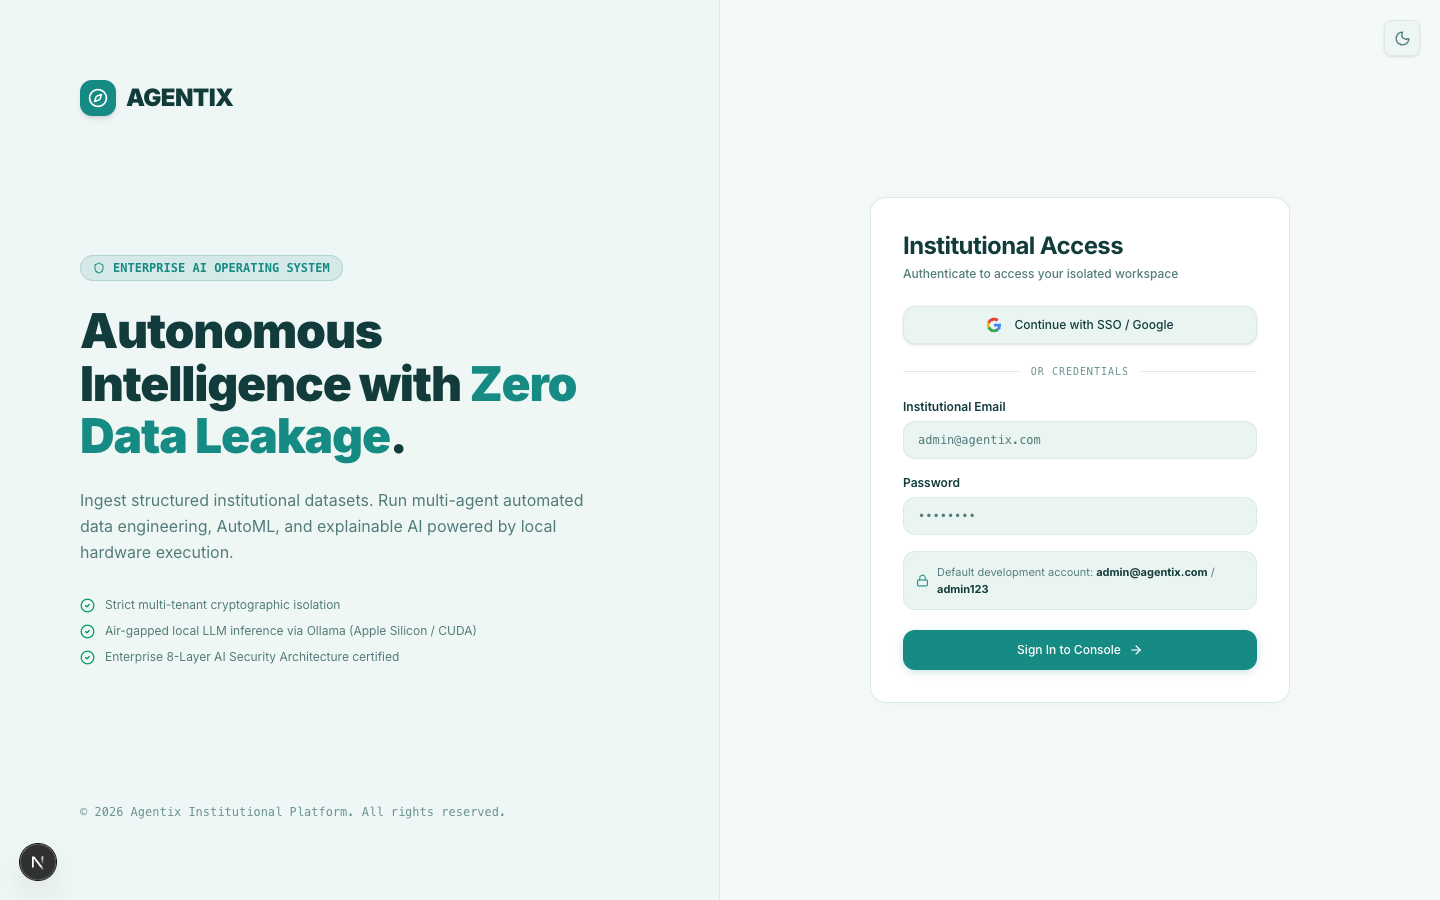 AGENTIX
ENTERPRISE AI OPERATING SYSTEM
Autonomous
Intelligence with Zero
Data Leakage.
Ingest structured institutional datasets. Run multi-agent automated
data engineering, AutoML, and explainable AI powered by local
hardware execution.
Strict multi-tenant cryptographic isolation
Air-gapped local LLM inference via Ollama (Apple Silicon / CUDA)
Enterprise 8-Layer AI Security Architecture certified
© 2026 Agentix Institutional Platform. All rights reserved.
N
Institutional Access
Authenticate to access your isolated workspace
Continue with SSO / Google
OR CREDENTIALS
Institutional Email
admin@agentix.com
Password
••••••••
Default development account: admin@agentix.com /
admin123
Sign In to Console →